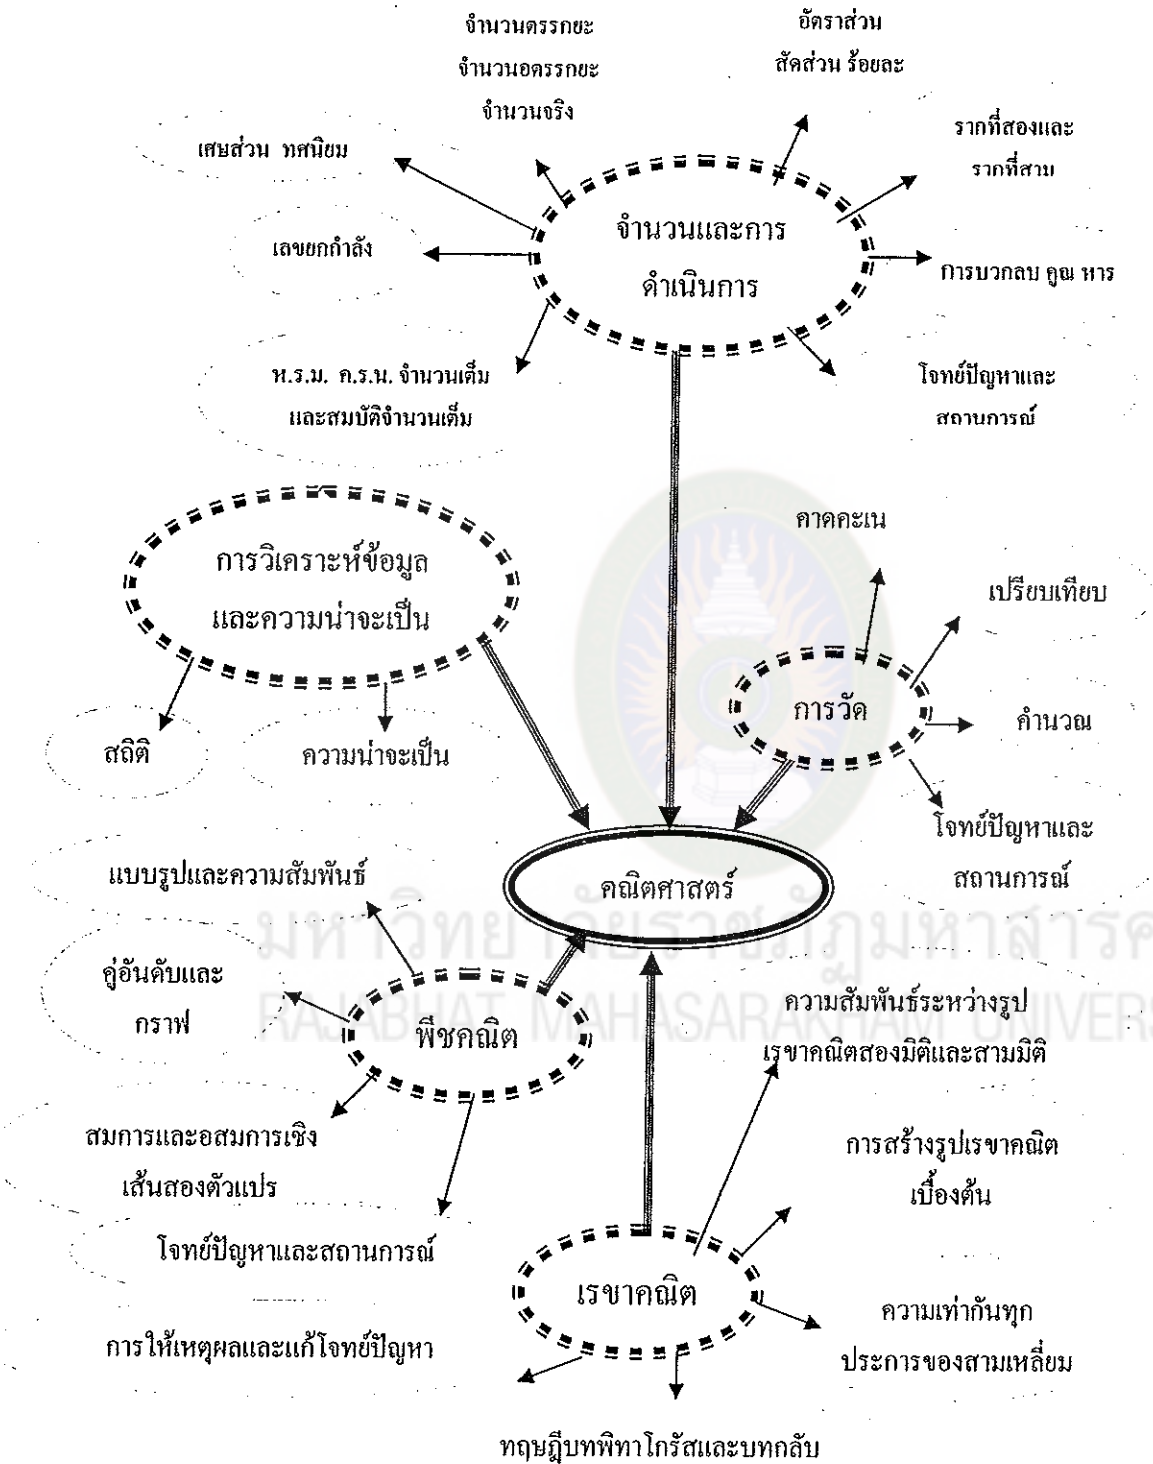 จำนวนตรรกยะ
จำนวนอตรรกยะ
จำนวนจริง
อัตราส่วน
สัดส่วน ร้อยละ
เศษส่วน ทศนิยม
รากที่สองและ
รากที่สาม
จำนวนและการ
ดำเนินการ
เลขยกกำลัง
การบวกลบ คูณ หาร
ห.ร.ม. ค.ร.น. จำนวนเต็ม
และสมบัติจำนวนเต็ม
โจทย์ปัญหาและ
สถานการณ์
การวิเคราะห์ข้อมูล
และความน่าจะเป็น
คาดคะเน
เปรียบเทียบ
การวัด
คำนวณ
สถิติ
ความน่าจะเป็น
โจทย์ปัญหาและ
สถานการณ์
คณิตศาสตร์
แบบรูปและความสัมพันธ์
คู่อันดับและ
กราฟ
พีชคณิต
ความสัมพันธ์ระหว่างรูป
เรขาคณิตสองมิติและสามมิติ
สมการและอสมการเชิง
เส้นสองตัวแปร
การสร้างรูปเรขาคณิต
เบื้องต้น
โจทย์ปัญหาและสถานการณ์
เรขาคณิต
ความเท่ากันทุก
ประการของสามเหลี่ยม
การให้เหตุผลและแก้โจทย์ปัญหา
ทฤษฎีบทพีทาโกรัสและบทกลับ
RAJABHAT MAHASARAKHAM UNIVERS